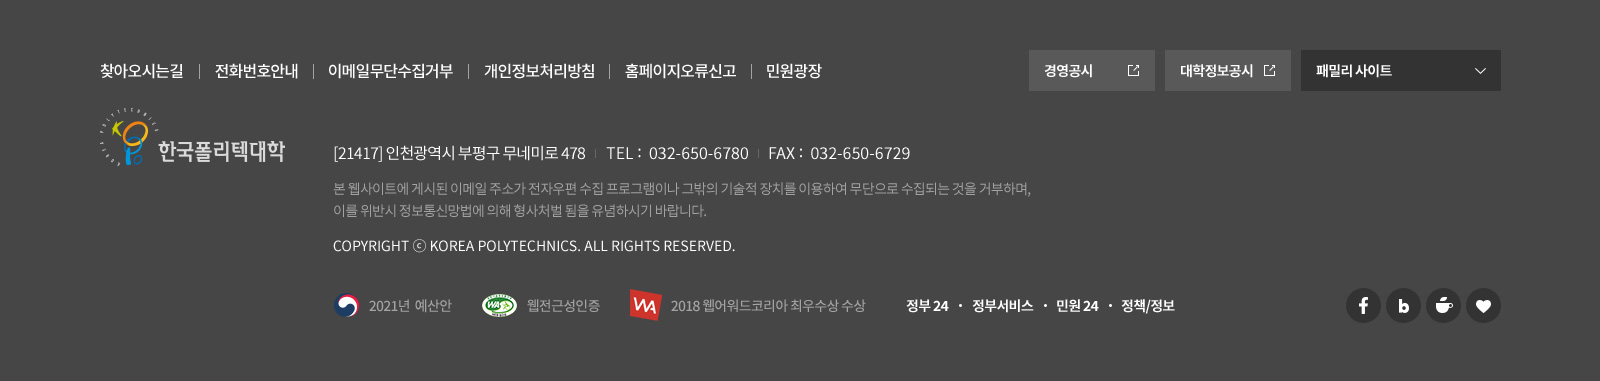 찾아오시는길 전화번호안내 이메일무단수집거부 개인정보처리방침 홈페이지오류신고 민원광장 경영공시 대학정보공시 패밀리 사이트
한국폴리텍대학
[21417] 인천광역시 부평구 무네미로 478 TEL : 032-650-6780 FAX : 032-650-6729
본 웹사이트에 게시된 이메일 주소가 전자우편 수집 프로그램이나 그밖의 기술적 장치를 이용하여 무단으로 수집되는 것을 거부하며,
이를 위반시 정보통신망법에 의해 형사처벌 됨을 유념하시기 바랍니다.
COPYRIGHT ⓒ KOREA POLYTECHNICS. ALL RIGHTS RESERVED.
2021년 예산안 WA 웹접근성인증 WA 2018 웹어워드코리아 최우수상 수상 정부 24 • 정부서비스 • 민원 24 • 정책/정보 f b